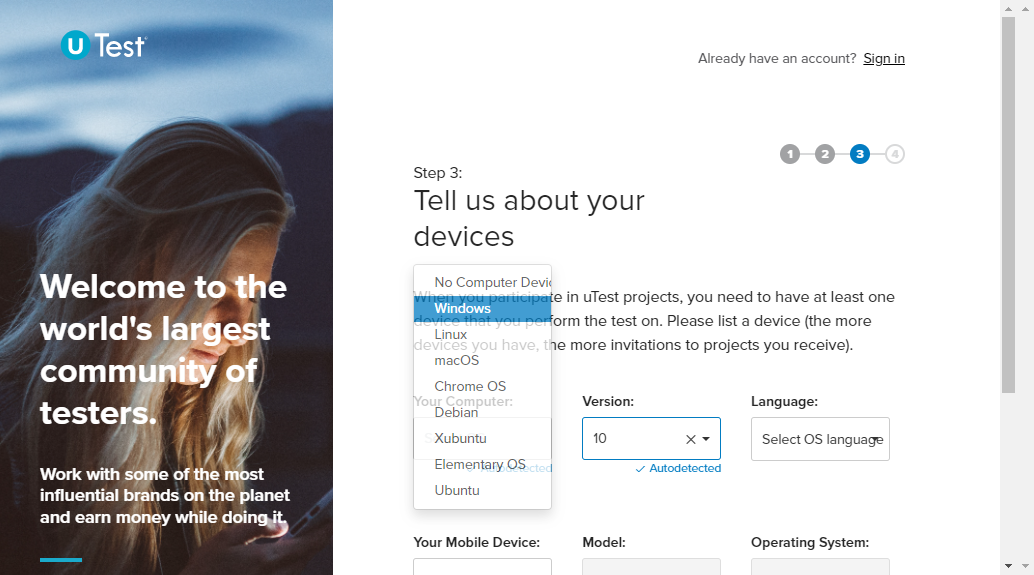 uTest
Already have an account? Sign in
1 2 3 4
Step 3:
Tell us about your
devices
When you participate in uTest projects, you need to have at least one
device that you perform the test on. Please list a device (the more
devices you have, the more invitations to projects you receive).
No Computer Devic
Windows
Linux
macOS
Chrome OS
Debian
Xubuntu
Elementary OS
Ubuntu
Your Computer:
Version:
10
Autodetected
Language:
Select OS language
Your Mobile Device:
Model:
Operating System:
Welcome to the
world's largest
community of
testers.
Work with some of the most
influential brands on the planet
and earn money while doing it.